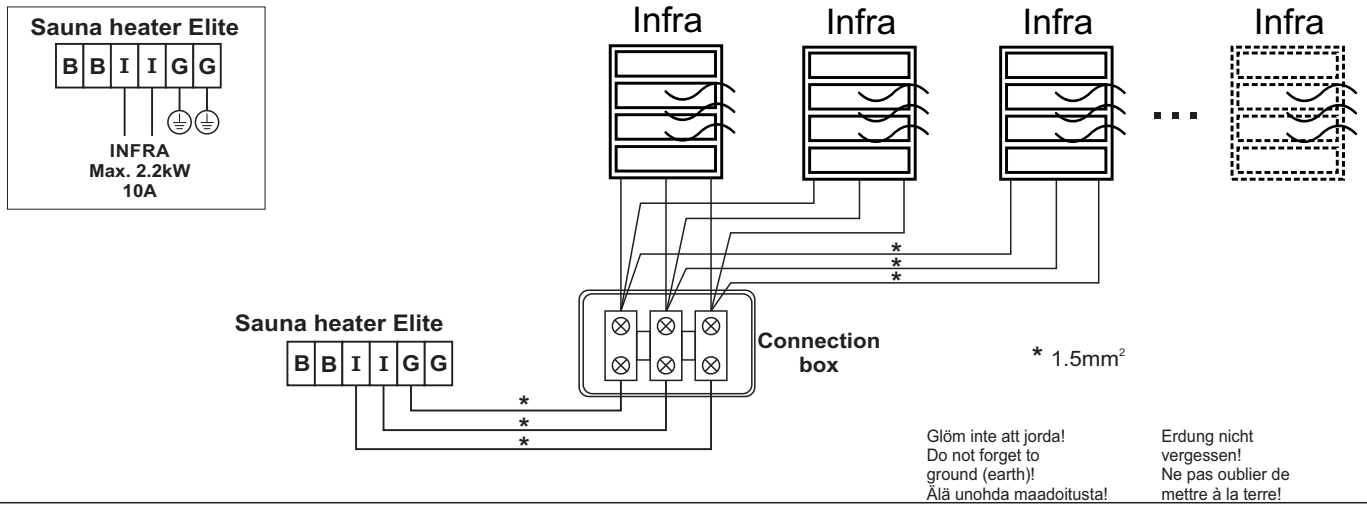 Sauna heater Elite
B B I I G G
INFRA
Max. 2.2kW
10A
Infra Infra Infra Infra
...
*
*
*
Sauna heater Elite
B B I I G G
*
*
*
Connection
box
* 1.5mm²
Glöm inte att jorda!
Do not forget to
ground (earth)!
Älä unohda maadoitusta!
Erdung nicht
vergessen!
Ne pas oublier de
mettre à la terre!